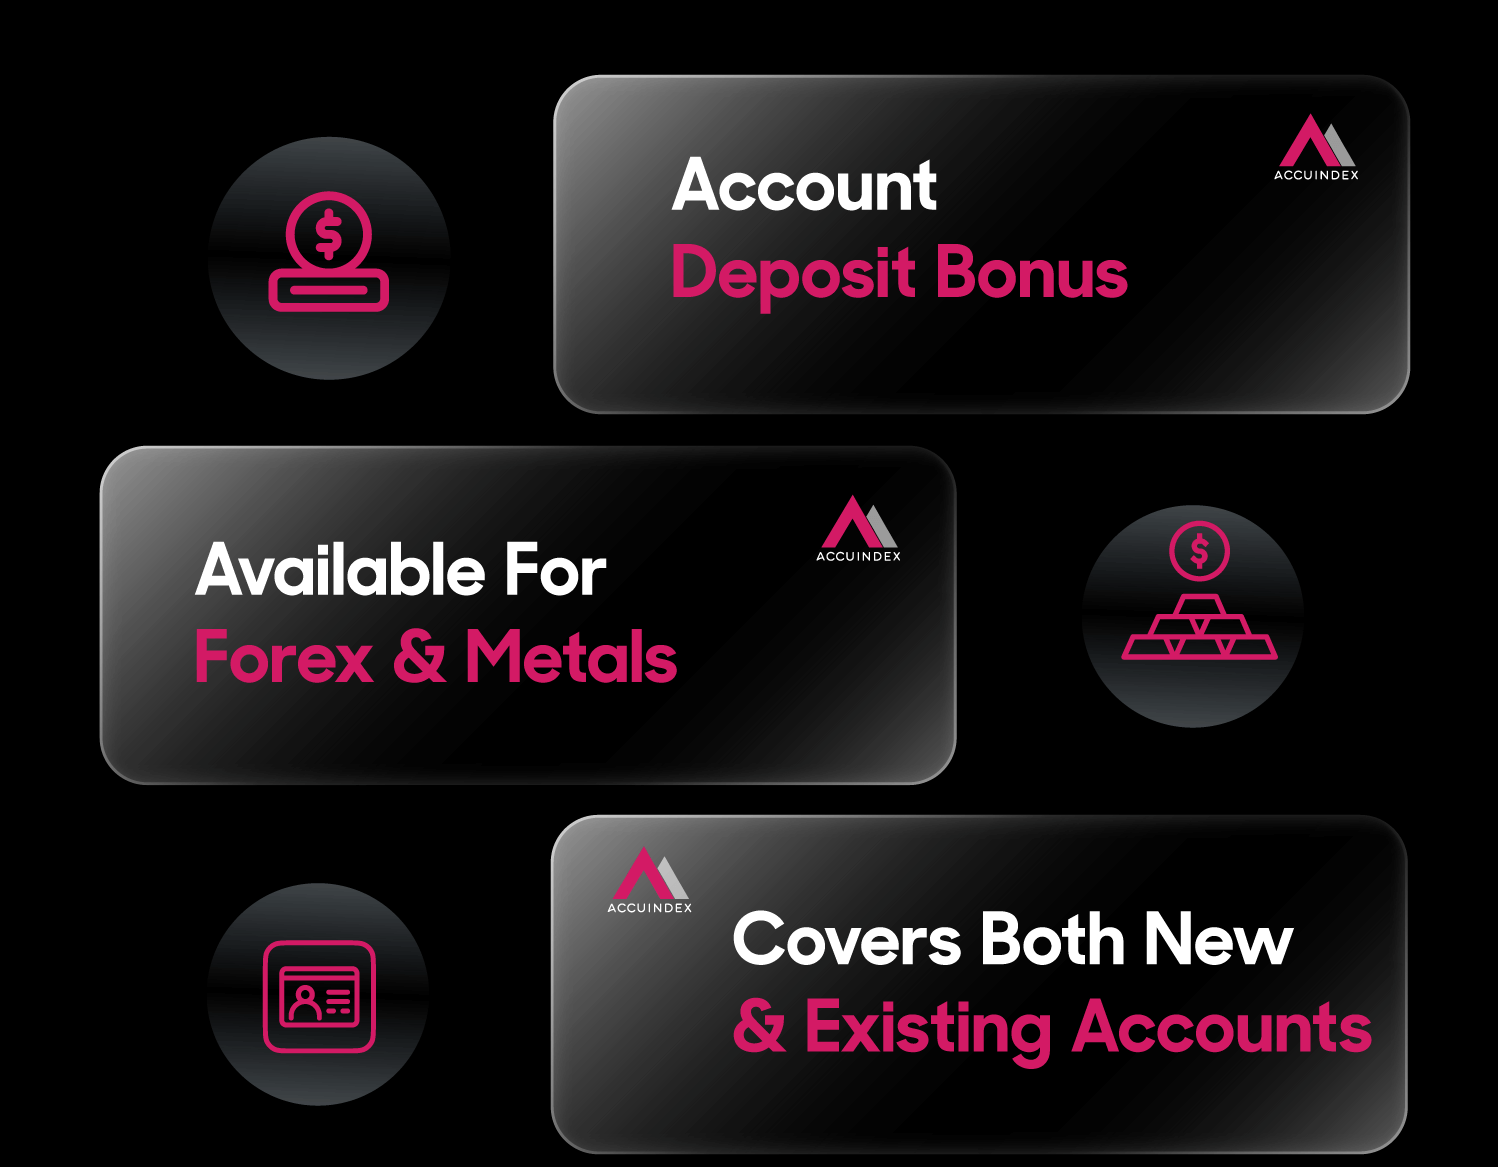 ACCUINDEX
Account
Deposit Bonus
ACCUINDEX
Available For
Forex & Metals
ACCUINDEX
Covers Both New
& Existing Accounts